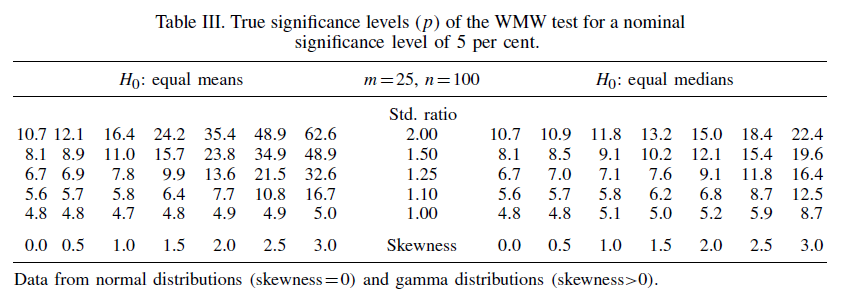 Table III. True significance levels (p) of the WMW test for a nominal
significance level of 5 per cent.
H0: equal means m=25, n=100 H0: equal medians
Std. ratio
10.7 12.1 16.4 24.2 35.4 48.9 62.6 2.00 10.7 10.9 11.8 13.2 15.0 18.4 22.4
8.1 8.9 11.0 15.7 23.8 34.9 48.9 1.50 8.1 8.5 9.1 10.2 12.1 15.4 19.6
6.7 6.9 7.8 9.9 13.6 21.5 32.6 1.25 6.7 7.0 7.1 7.6 9.1 11.8 16.4
5.6 5.7 5.8 6.4 7.7 10.8 16.7 1.10 5.6 5.7 5.8 6.2 6.8 8.7 12.5
4.8 4.8 4.7 4.8 4.9 4.9 5.0 1.00 4.8 4.8 5.1 5.0 5.2 5.9 8.7
0.0 0.5 1.0 1.5 2.0 2.5 3.0 Skewness 0.0 0.5 1.0 1.5 2.0 2.5 3.0
Data from normal distributions (skewness=0) and gamma distributions (skewness>0).